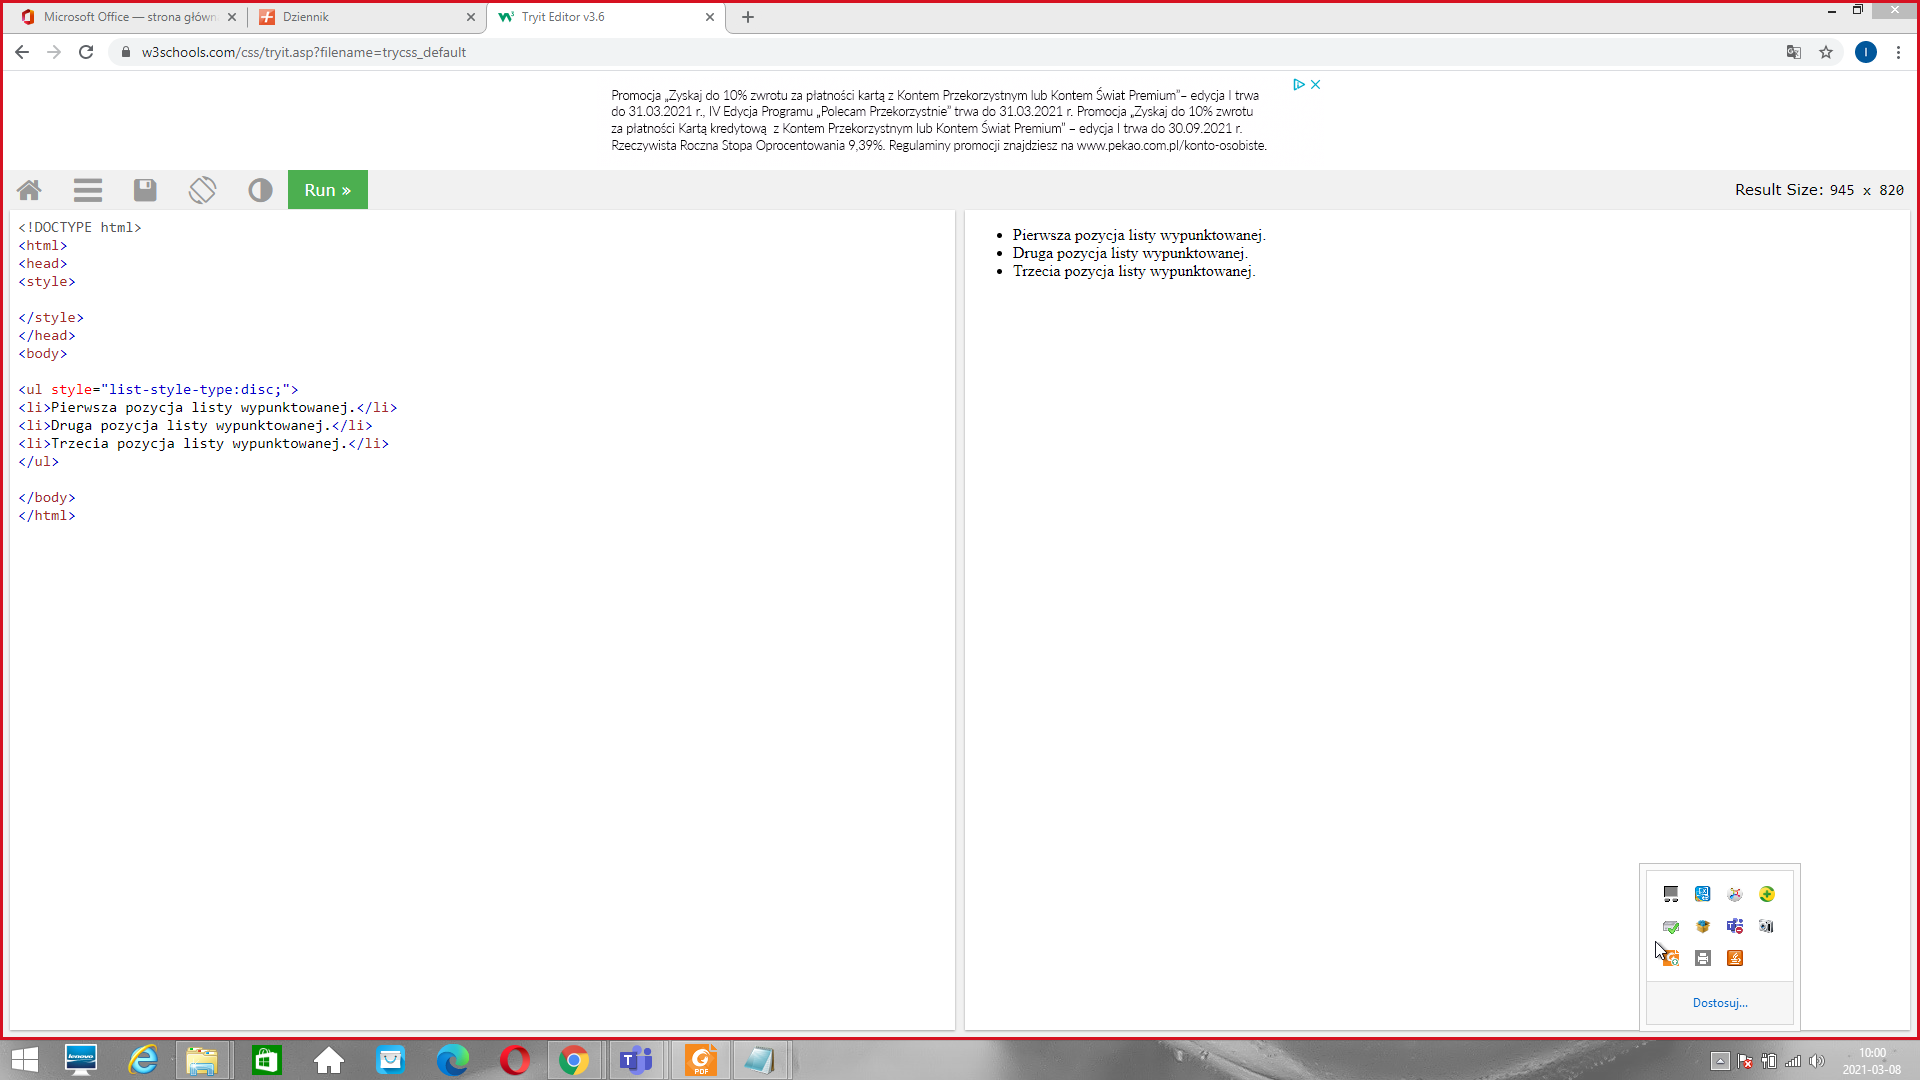 Microsoft Office — strona główn
Dziennik
Tryit Editor v3.6
w3schools.com/css/tryit.asp?filename=trycss_default
I
Promocja „Zyskaj do 10% zwrotu za płatności kartą z Kontem Przekorzystnym lub Kontem Świat Premium”– edycja I trwa
do 31.03.2021 r., IV Edycja Programu „Polecam Przekorzystnie” trwa do 31.03.2021 r. Promocja „Zyskaj do 10% zwrotu
za płatności Kartą kredytową z Kontem Przekorzystnym lub Kontem Świat Premium” – edycja I trwa do 30.09.2021 r.
Rzeczywista Roczna Stopa Oprocentowania 9,39%. Regulaminy promocji znajdziesz na www.pekao.com.pl/konto-osobiste.
Run »
Result Size: 945 x 820
<!DOCTYPE html>
<html>
<head>
<style>
</style>
</head>
<body>
<ul style="list-style-type:disc;">
<li>Pierwsza pozycja listy wypunktowanej.</li>
<li>Druga pozycja listy wypunktowanej.</li>
<li>Trzecia pozycja listy wypunktowanej.</li>
</ul>
</body>
</html>
• Pierwsza pozycja listy wypunktowanej.
• Druga pozycja listy wypunktowanej.
• Trzecia pozycja listy wypunktowanej.
Dostosuj...
lenovo
PDF
10:00
2021-03-08